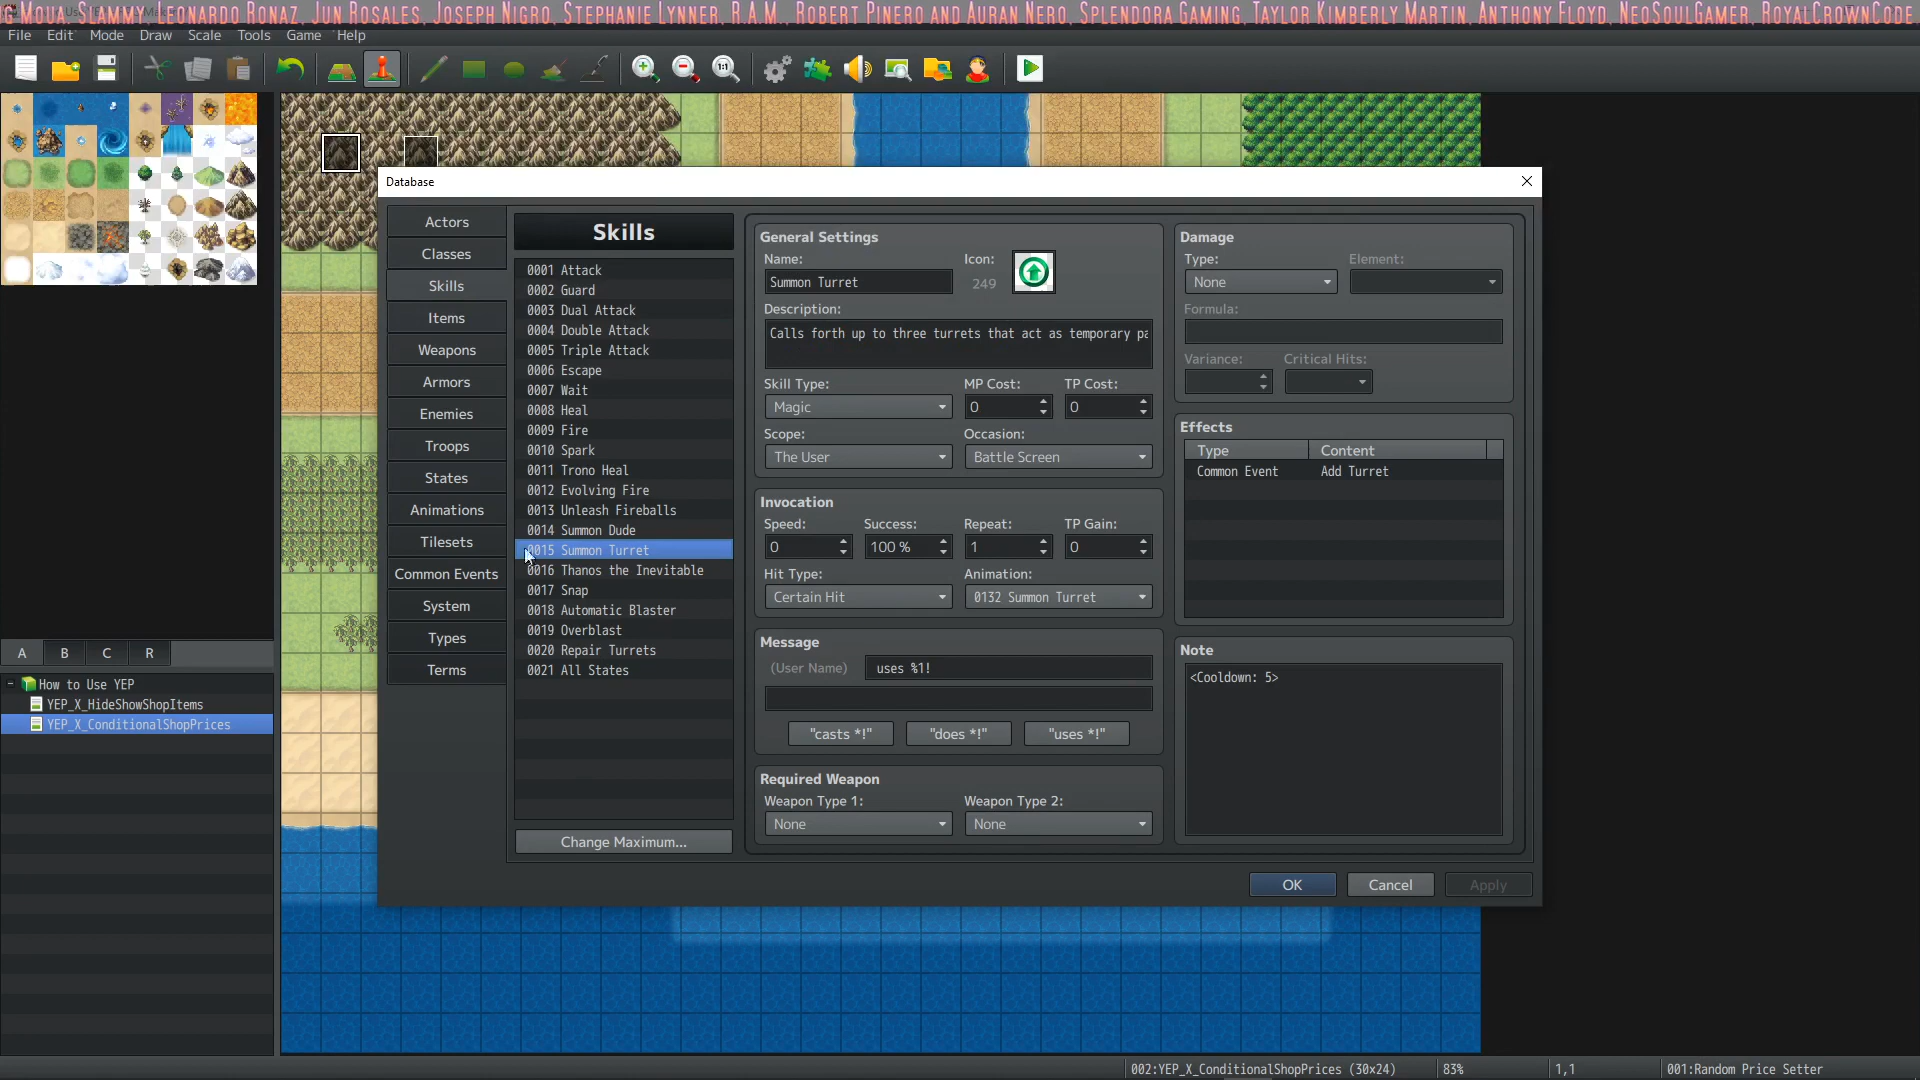 Moua, Sammy, Leonardo Ronaz, Jun Rosales, Joseph Nigro, Stephanie Lynner, R.A.M., Robert Pinero and Auran Nero, Splendora Gaming, Taylor Kimberly Martin, Anthony Floyd, NeoSoulGamer, RoyalCrownCode
File Edit Mode Draw Scale Tools Game Help
1:1
Database
Actors
Classes
Skills
Items
Weapons
Armors
Enemies
Troops
States
Animations
Tilesets
Common Events
System
Types
Terms
Skills
0001 Attack
0002 Guard
0003 Dual Attack
0004 Double Attack
0005 Triple Attack
0006 Escape
0007 Wait
0008 Heal
0009 Fire
0010 Spark
0011 Trono Heal
0012 Evolving Fire
0013 Unleash Fireballs
0014 Summon Dude
0015 Summon Turret
0016 Thanos the Inevitable
0017 Snap
0018 Automatic Blaster
0019 Overblast
0020 Repair Turrets
0021 All States
Change Maximum...
General Settings
Name: Icon:
Summon Turret 249
Description:
Calls forth up to three turrets that act as temporary pa
Skill Type: MP Cost: TP Cost:
Magic 0 0
Scope: Occasion:
The User Battle Screen
Invocation
Speed: Success: Repeat: TP Gain:
0 100 % 1 0
Hit Type: Animation:
Certain Hit 0132 Summon Turret
Message
(User Name) uses %1!
"casts *!" "does *!" "uses *!"
Required Weapon
Weapon Type 1: Weapon Type 2:
None None
Damage
Type: Element:
None
Formula:
Variance: Critical Hits:
Effects
Type Content
Common Event Add Turret
Note
<Cooldown: 5>
OK Cancel Apply
A B C R
How to Use YEP
YEP_X_HideShowShopItems
YEP_X_ConditionalShopPrices
002:YEP_X_ConditionalShopPrices (30x24) 83% 1,1 001:Random Price Setter